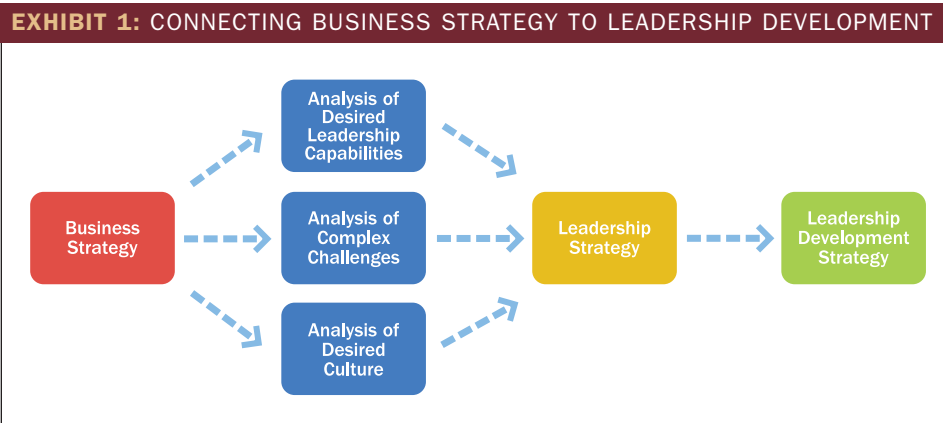 EXHIBIT 1: CONNECTING BUSINESS STRATEGY TO LEADERSHIP DEVELOPMENT
Analysis of
Desired
Leadership
Capabilities
Business
Strategy
Analysis of
Complex
Challenges
Leadership
Strategy
Leadership
Development
Strategy
Analysis of
Desired
Culture